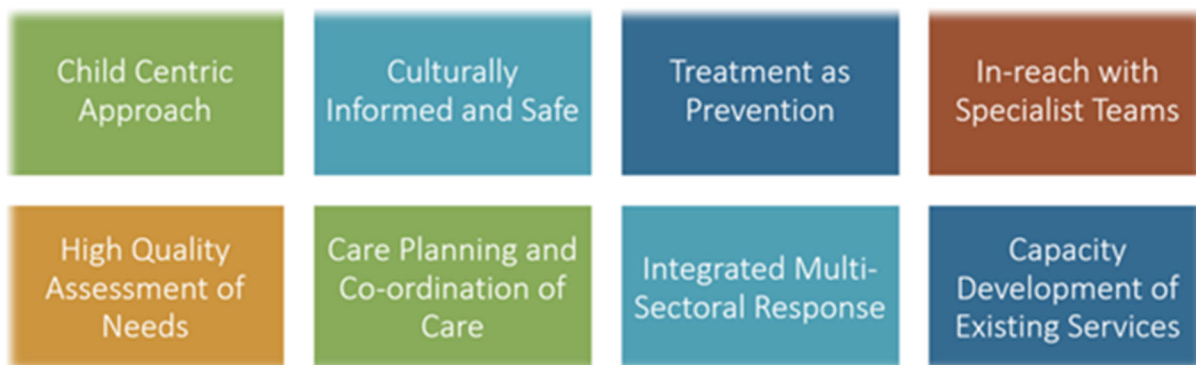 Child Centric
Approach
Culturally
Informed and Safe
Treatment as
Prevention
In-reach with
Specialist Teams
High Quality
Assessment of
Needs
Care Planning and
Co-ordination of
Care
Integrated Multi-
Sectoral Response
Capacity
Development of
Existing Services